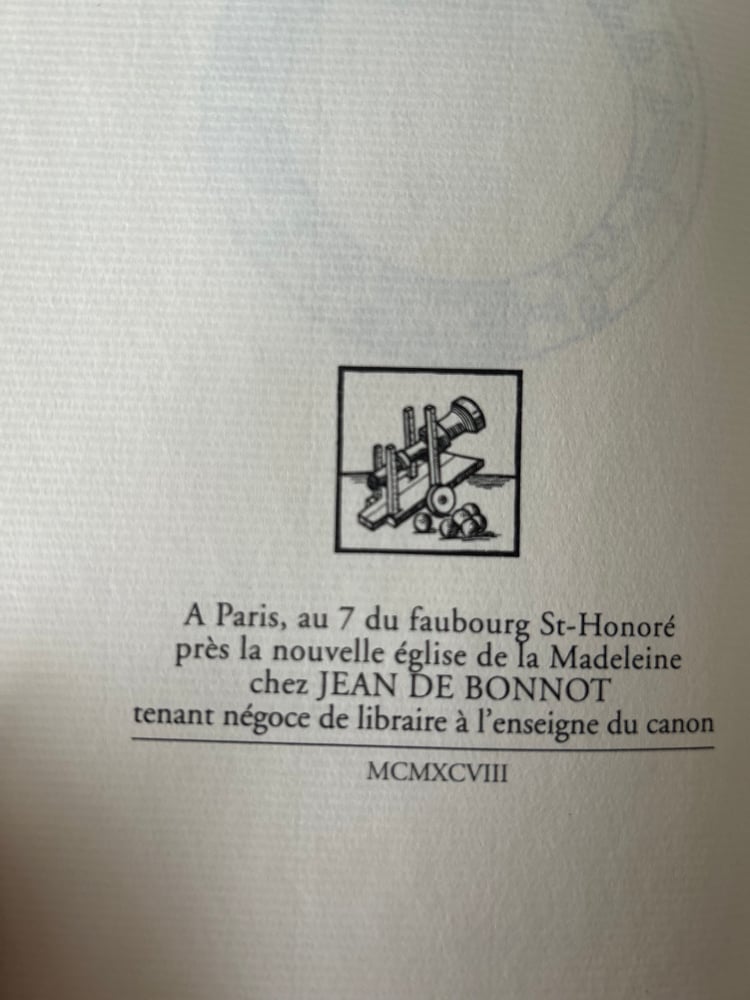 A Paris, au 7 du faubourg St-Honoré
près la nouvelle église de la Madeleine
chez JEAN DE BONNOT
tenant négoce de libraire à l'enseigne du canon
MCMXCVIII